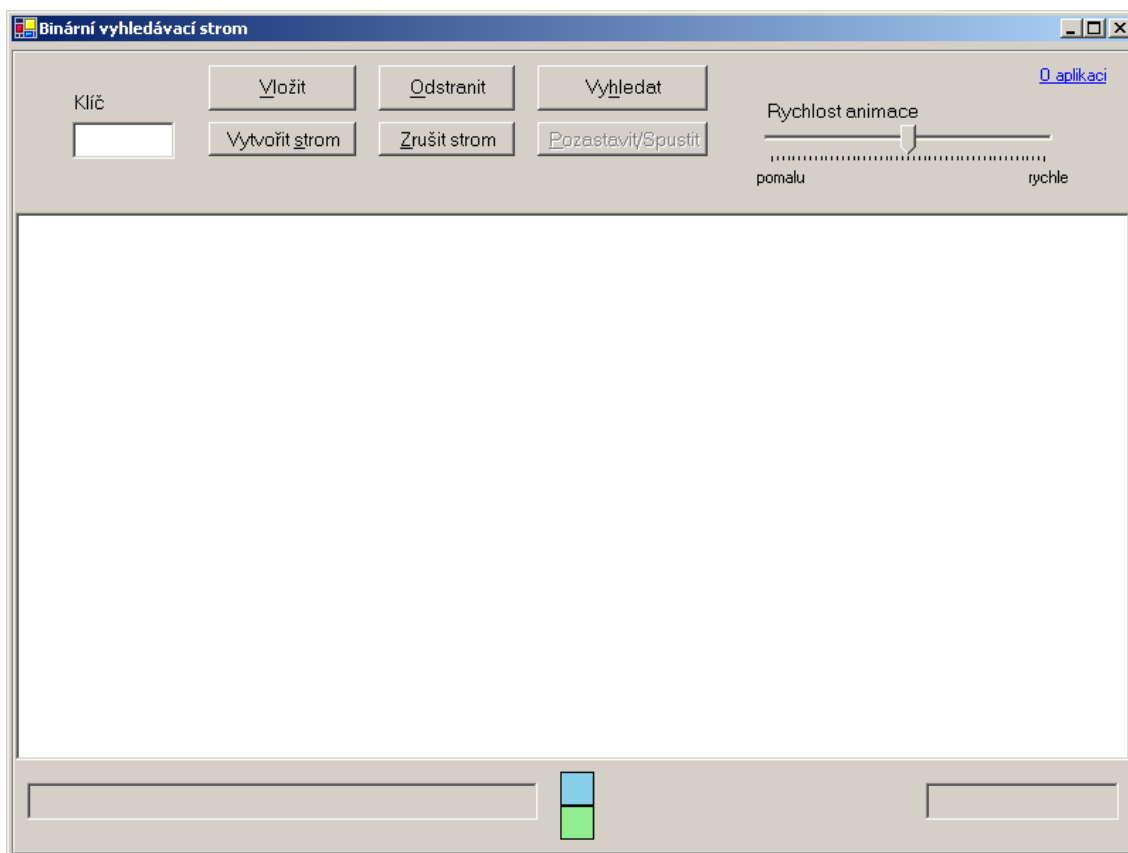 Binární vyhledávací strom
Klíč
Vložit
Odstranit
Vyhledat
O aplikaci
Vytvořit strom
Zrušit strom
Pozastavit/Spustit
Rychlost animace
pomalu
rychle